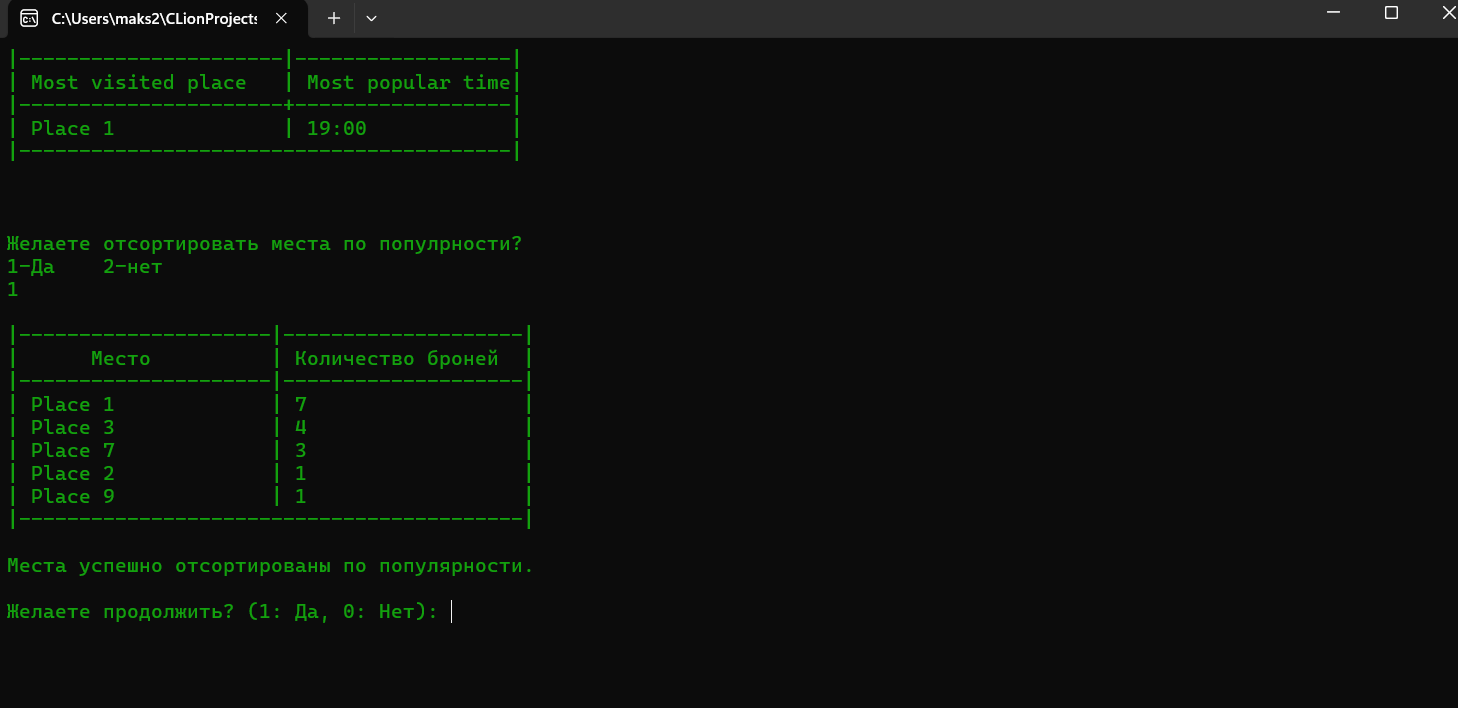 C:\Users\maks2\CLionProjects
|----------------------|------------------|
| Most visited place   | Most popular time|
|----------------------+------------------|
| Place 1              | 19:00            |
|-----------------------------------------|
Желаете отсортировать места по популрности?
1-Да    2-нет
1
|---------------------|--------------------|
|      Место          | Количество броней  |
|---------------------|--------------------|
| Place 1             | 7                  |
| Place 3             | 4                  |
| Place 7             | 3                  |
| Place 2             | 1                  |
| Place 9             | 1                  |
|------------------------------------------|
Места успешно отсортированы по популярности.
Желаете продолжить? (1: Да, 0: Нет):